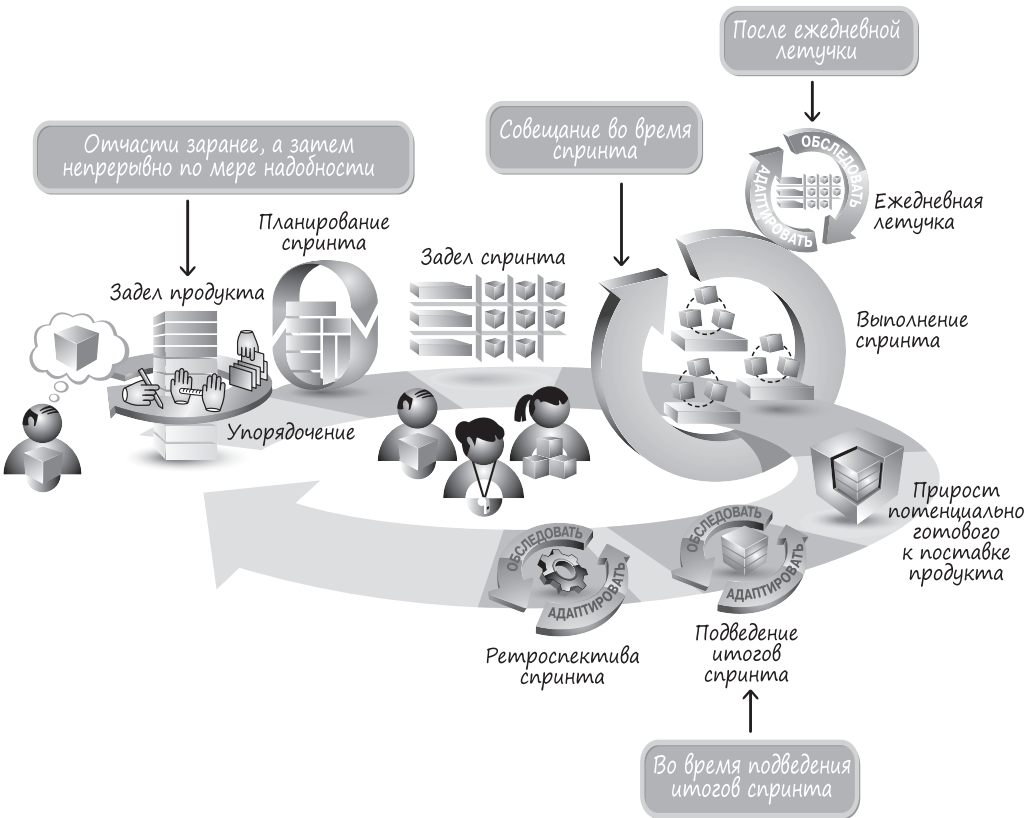 После ежедневной
летучки
Отчасти заранее, а затем
непрерывно по мере надобности
Совещание во время
спринта
ОБСЛЕДОВАТЬ
АДАПТИРОВАТЬ
Ежедневная
летучка
Планирование
спринта
Задел спринта
Задел продукта
Выполнение
спринта
Упорядочение
Прирост
потенциально
готового
к поставке
продукта
ОБСЛЕДОВАТЬ
АДАПТИРОВАТЬ
ОБСЛЕДОВАТЬ
АДАПТИРОВАТЬ
Ретроспектива
спринта
Подведение
итогов
спринта
Во время подведения
итогов спринта